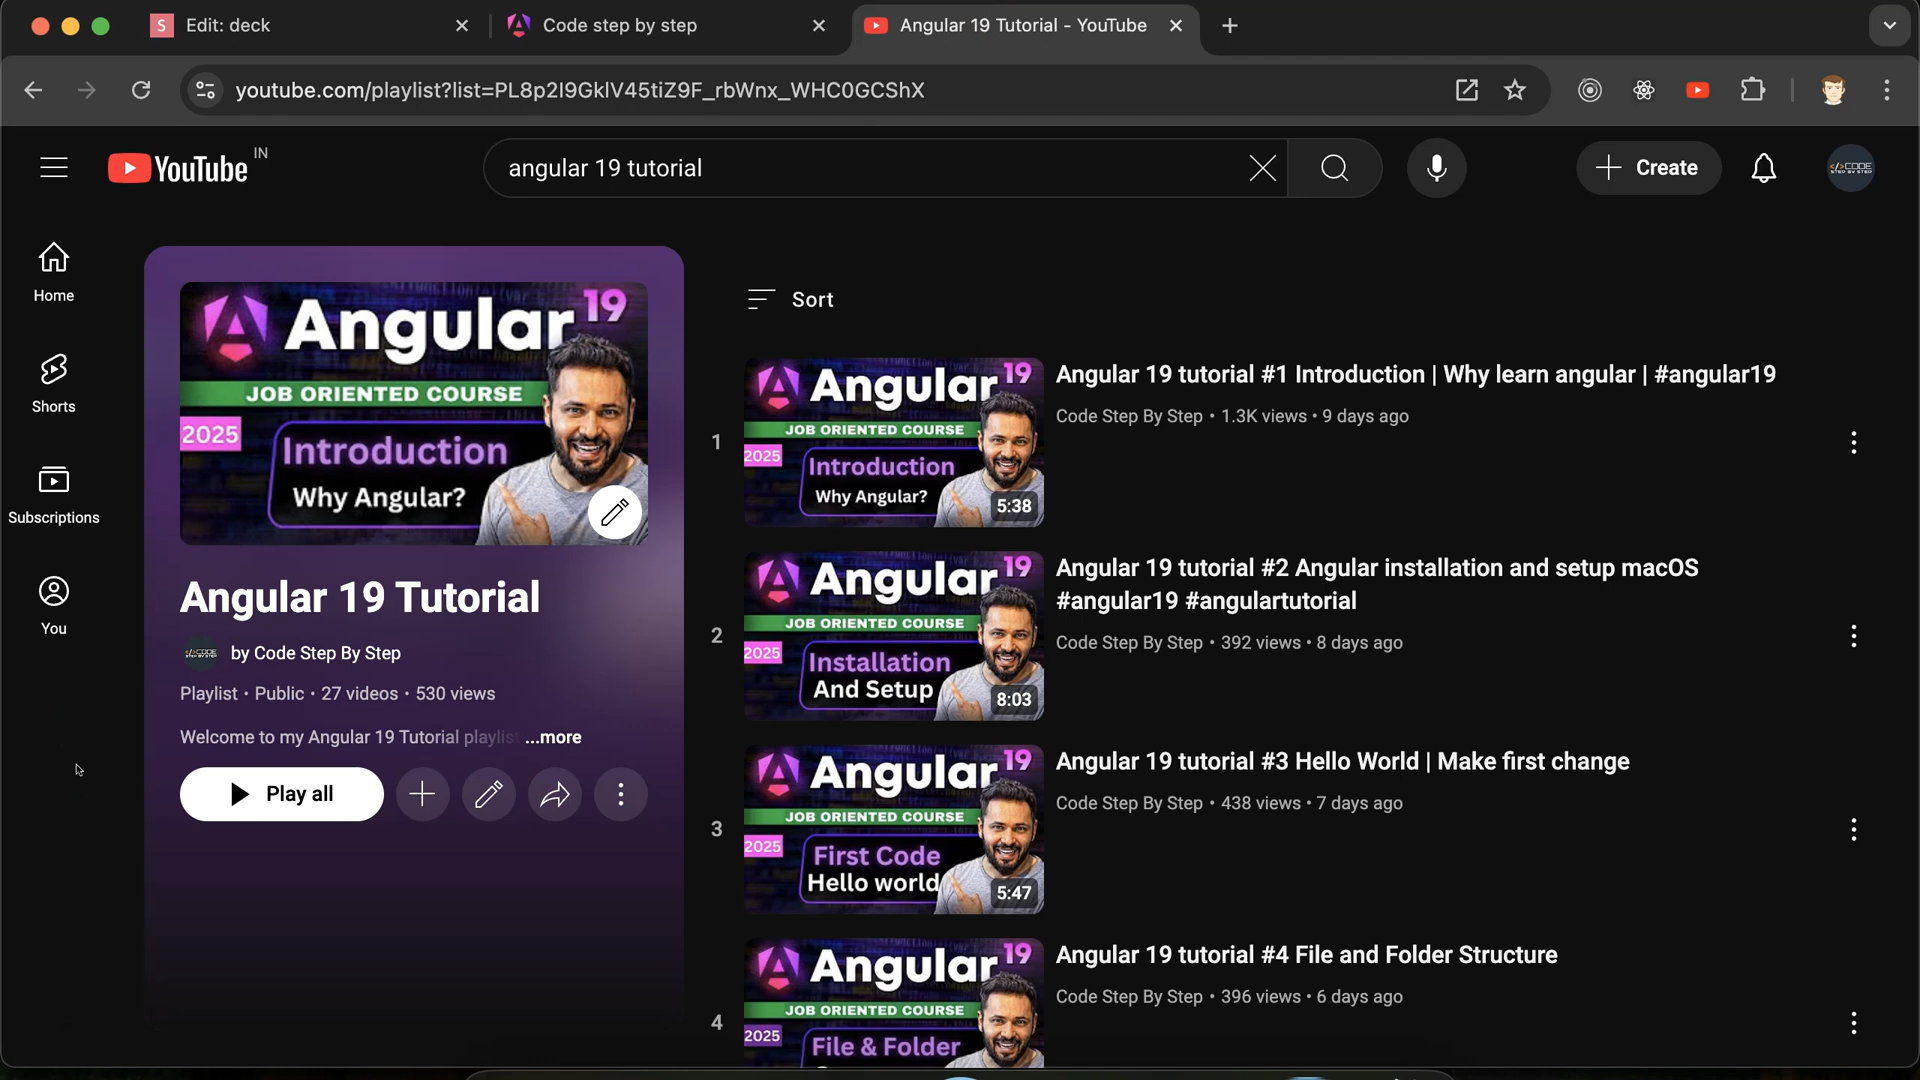 S Edit: deck
Code step by step
Angular 19 Tutorial - YouTube
youtube.com/playlist?list=PL8p2I9GklV45tiZ9F_rbWnx_WHC0GCShX
YouTube IN
angular 19 tutorial
Create
</>CODE
STEP BY STEP
Home
Shorts
Subscriptions
You
Angular 19
JOB ORIENTED COURSE
2025
Introduction
Why Angular?
Angular 19 Tutorial
by Code Step By Step
Playlist • Public • 27 videos • 530 views
Welcome to my Angular 19 Tutorial playlis ...more
Play all
Sort
1
Angular 19
JOB ORIENTED COURSE
2025
Introduction
Why Angular?
5:38
Angular 19 tutorial #1 Introduction | Why learn angular | #angular19
Code Step By Step • 1.3K views • 9 days ago
2
Angular 19
JOB ORIENTED COURSE
2025
Installation
And Setup
8:03
Angular 19 tutorial #2 Angular installation and setup macOS
#angular19 #angulartutorial
Code Step By Step • 392 views • 8 days ago
3
Angular 19
JOB ORIENTED COURSE
2025
First Code
Hello world
5:47
Angular 19 tutorial #3 Hello World | Make first change
Code Step By Step • 438 views • 7 days ago
4
Angular 19
JOB ORIENTED COURSE
2025
File & Folder
Angular 19 tutorial #4 File and Folder Structure
Code Step By Step • 396 views • 6 days ago